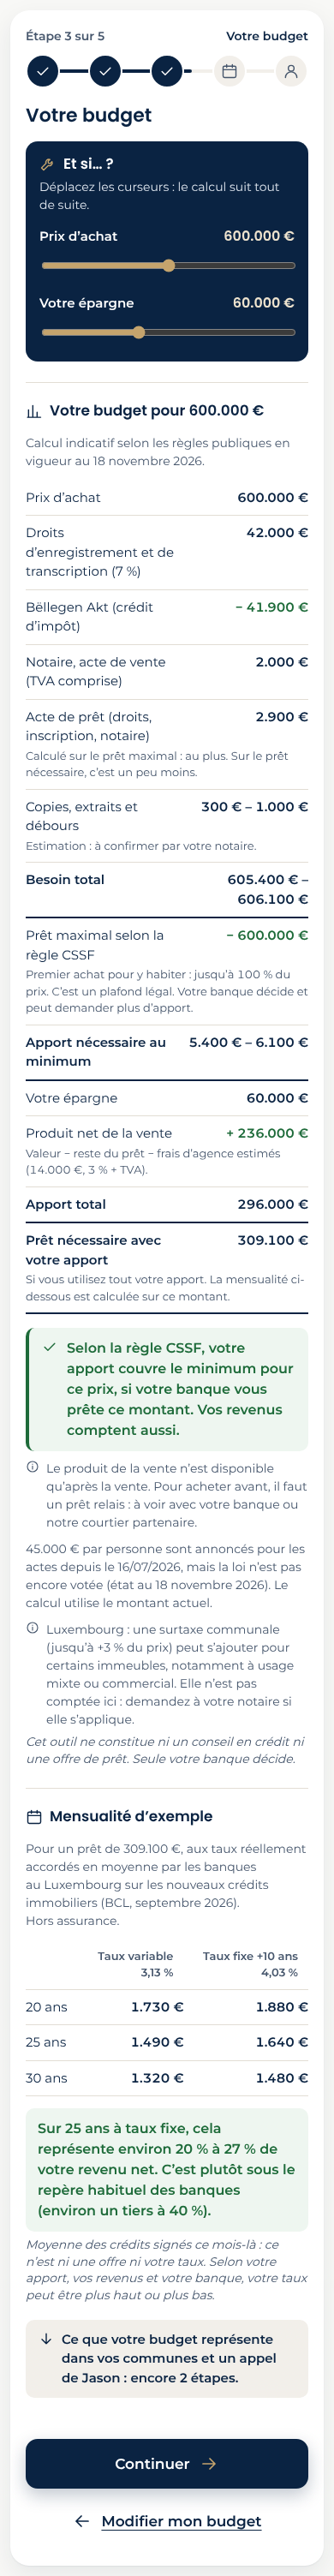 Étape 3 sur 5
Votre budget
Votre budget
Et si… ?
Déplacez les curseurs : le calcul suit tout
de suite.
Prix d’achat 600.000 €
Votre épargne 60.000 €
Votre budget pour 600.000 €
Calcul indicatif selon les règles publiques en
vigueur au 18 novembre 2026.
Prix d’achat 600.000 €
Droits 42.000 €
d’enregistrement et de
transcription (7 %)
Bëllegen Akt (crédit − 41.900 €
d’impôt)
Notaire, acte de vente 2.000 €
(TVA comprise)
Acte de prêt (droits, 2.900 €
inscription, notaire)
Calculé sur le prêt maximal : au plus. Sur le prêt
nécessaire, c’est un peu moins.
Copies, extraits et 300 € – 1.000 €
débours
Estimation : à confirmer par votre notaire.
Besoin total 605.400 € –
606.100 €
Prêt maximal selon la − 600.000 €
règle CSSF
Premier achat pour y habiter : jusqu’à 100 % du
prix. C’est un plafond légal. Votre banque décide et
peut demander plus d’apport.
Apport nécessaire au 5.400 € – 6.100 €
minimum
Votre épargne 60.000 €
Produit net de la vente + 236.000 €
Valeur − reste du prêt − frais d’agence estimés
(14.000 €, 3 % + TVA).
Apport total 296.000 €
Prêt nécessaire avec 309.100 €
votre apport
Si vous utilisez tout votre apport. La mensualité ci-
dessous est calculée sur ce montant.
Selon la règle CSSF, votre
apport couvre le minimum pour
ce prix, si votre banque vous
prête ce montant. Vos revenus
comptent aussi.
Le produit de la vente n’est disponible
qu’après la vente. Pour acheter avant, il faut
un prêt relais : à voir avec votre banque ou
notre courtier partenaire.
45.000 € par personne sont annoncés pour les
actes depuis le 16/07/2026, mais la loi n’est pas
encore votée (état au 18 novembre 2026). Le
calcul utilise le montant actuel.
Luxembourg : une surtaxe communale
(jusqu’à +3 % du prix) peut s’ajouter pour
certains immeubles, notamment à usage
mixte ou commercial. Elle n’est pas
comptée ici : demandez à votre notaire si
elle s’applique.
Cet outil ne constitue ni un conseil en crédit ni
une offre de prêt. Seule votre banque décide.
Mensualité d’exemple
Pour un prêt de 309.100 €, aux taux réellement
accordés en moyenne par les banques
au Luxembourg sur les nouveaux crédits
immobiliers (BCL, septembre 2026).
Hors assurance.
Taux variable Taux fixe +10 ans
3,13 % 4,03 %
20 ans 1.730 € 1.880 €
25 ans 1.490 € 1.640 €
30 ans 1.320 € 1.480 €
Sur 25 ans à taux fixe, cela
représente environ 20 % à 27 % de
votre revenu net. C’est plutôt sous le
repère habituel des banques
(environ un tiers à 40 %).
Moyenne des crédits signés ce mois-là : ce
n’est ni une offre ni votre taux. Selon votre
apport, vos revenus et votre banque, votre taux
peut être plus haut ou plus bas.
Ce que votre budget représente
dans vos communes et un appel
de Jason : encore 2 étapes.
Continuer
Modifier mon budget